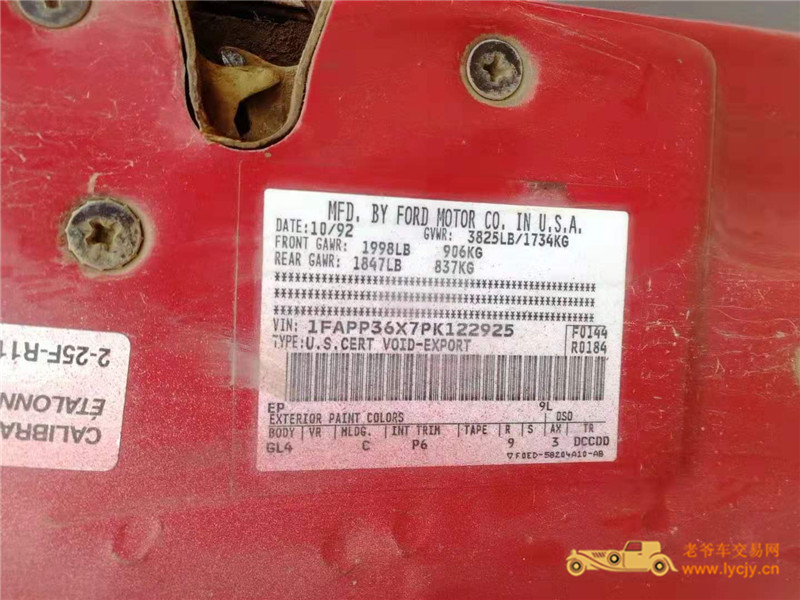 MFD. BY FORD MOTOR CO. IN U.S.A.
DATE: 10/92 GVWR: 3825LB/1734KG
FRONT GAWR: 1998LB 906KG
REAR GAWR: 1847LB 837KG
VIN: 1FAPP36X7PK122925 F0144
TYPE: U.S.CERT VOID-EXPORT R0184
EP 9L
EXTERIOR PAINT COLORS DSO
BODY VR MLDG. INT TRIM TAPE R S AX TR
GL4 C P6 9 3 DCCDD
▽F0ED-58204A10-AB
2-25F-R11
ÉTALONN
CALIBRA
老爷车交易网
www.lycjy.cn